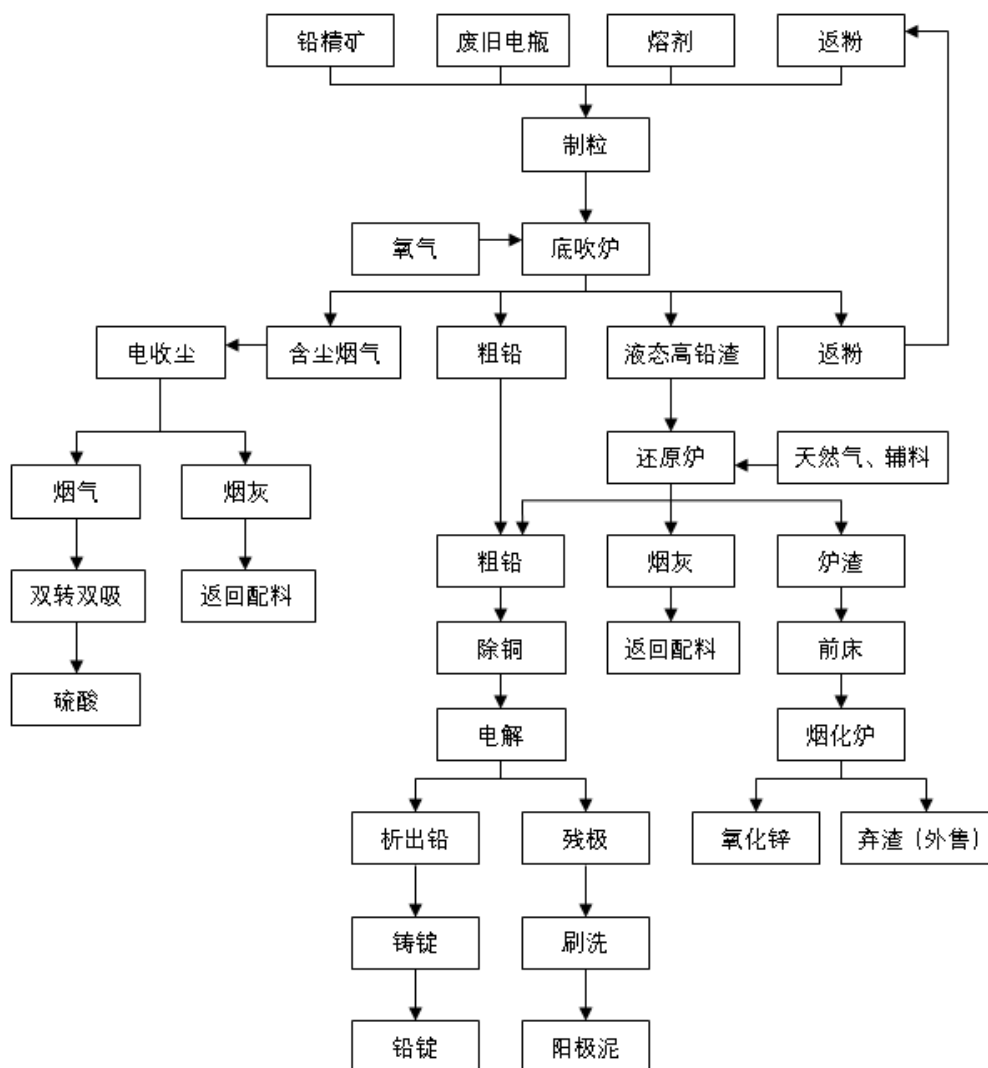 铅精矿
废旧电瓶
熔剂
返粉
制粒
氧气
底吹炉
电收尘
含尘烟气
粗铅
液态高铅渣
返粉
还原炉
天然气、辅料
烟气
烟灰
粗铅
烟灰
炉渣
双转双吸
返回配料
除铜
返回配料
前床
硫酸
电解
烟化炉
析出铅
残极
氧化锌
弃渣（外售）
铸锭
刷洗
铅锭
阳极泥